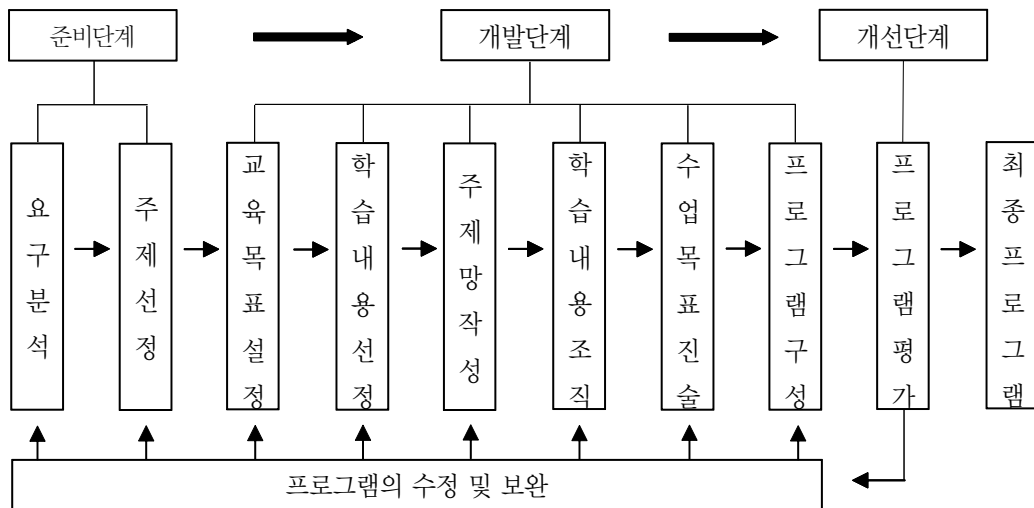 준비단계
개발단계
개선단계
요구분석
주제선정
교육목표설정
학습내용선정
주제망작성
학습내용조직
수업목표진술
프로그램구성
프로그램평가
최종프로그램
프로그램의 수정 및 보완